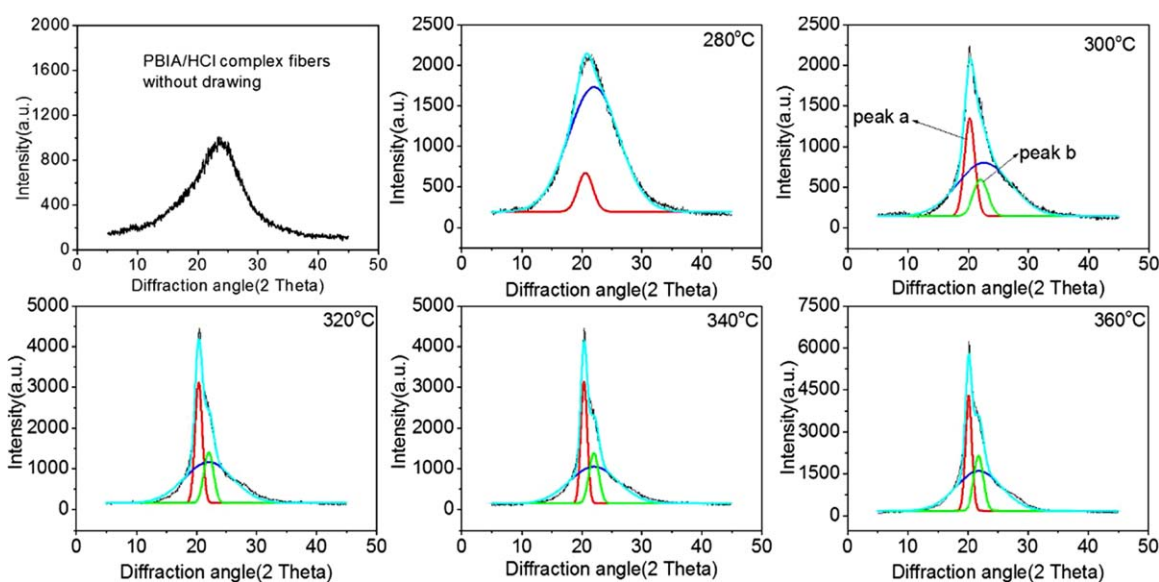 2000
1600
1200
800
400
0
Intensity(a.u.)
PBIA/HCl complex fibers
without drawing
0 10 20 30 40 50
Diffraction angle(2 Theta)
2500
2000
1500
1000
500
0
Intensity(a.u.)
280°C
0 10 20 30 40 50
Diffraction angle(2 Theta)
2500
2000
1500
1000
500
0
Intensity(a.u.)
300°C
peak a
peak b
0 10 20 30 40 50
Diffraction angle(2 Theta)
5000
4000
3000
2000
1000
0
Intensity(a.u.)
320°C
0 10 20 30 40 50
Diffraction angle(2 Theta)
5000
4000
3000
2000
1000
0
Intensity(a.u.)
340°C
0 10 20 30 40 50
Diffraction angle(2 Theta)
7500
6000
4500
3000
1500
0
Intensity(a.u.)
360°C
0 10 20 30 40 50
Diffraction angle(2 Theta)